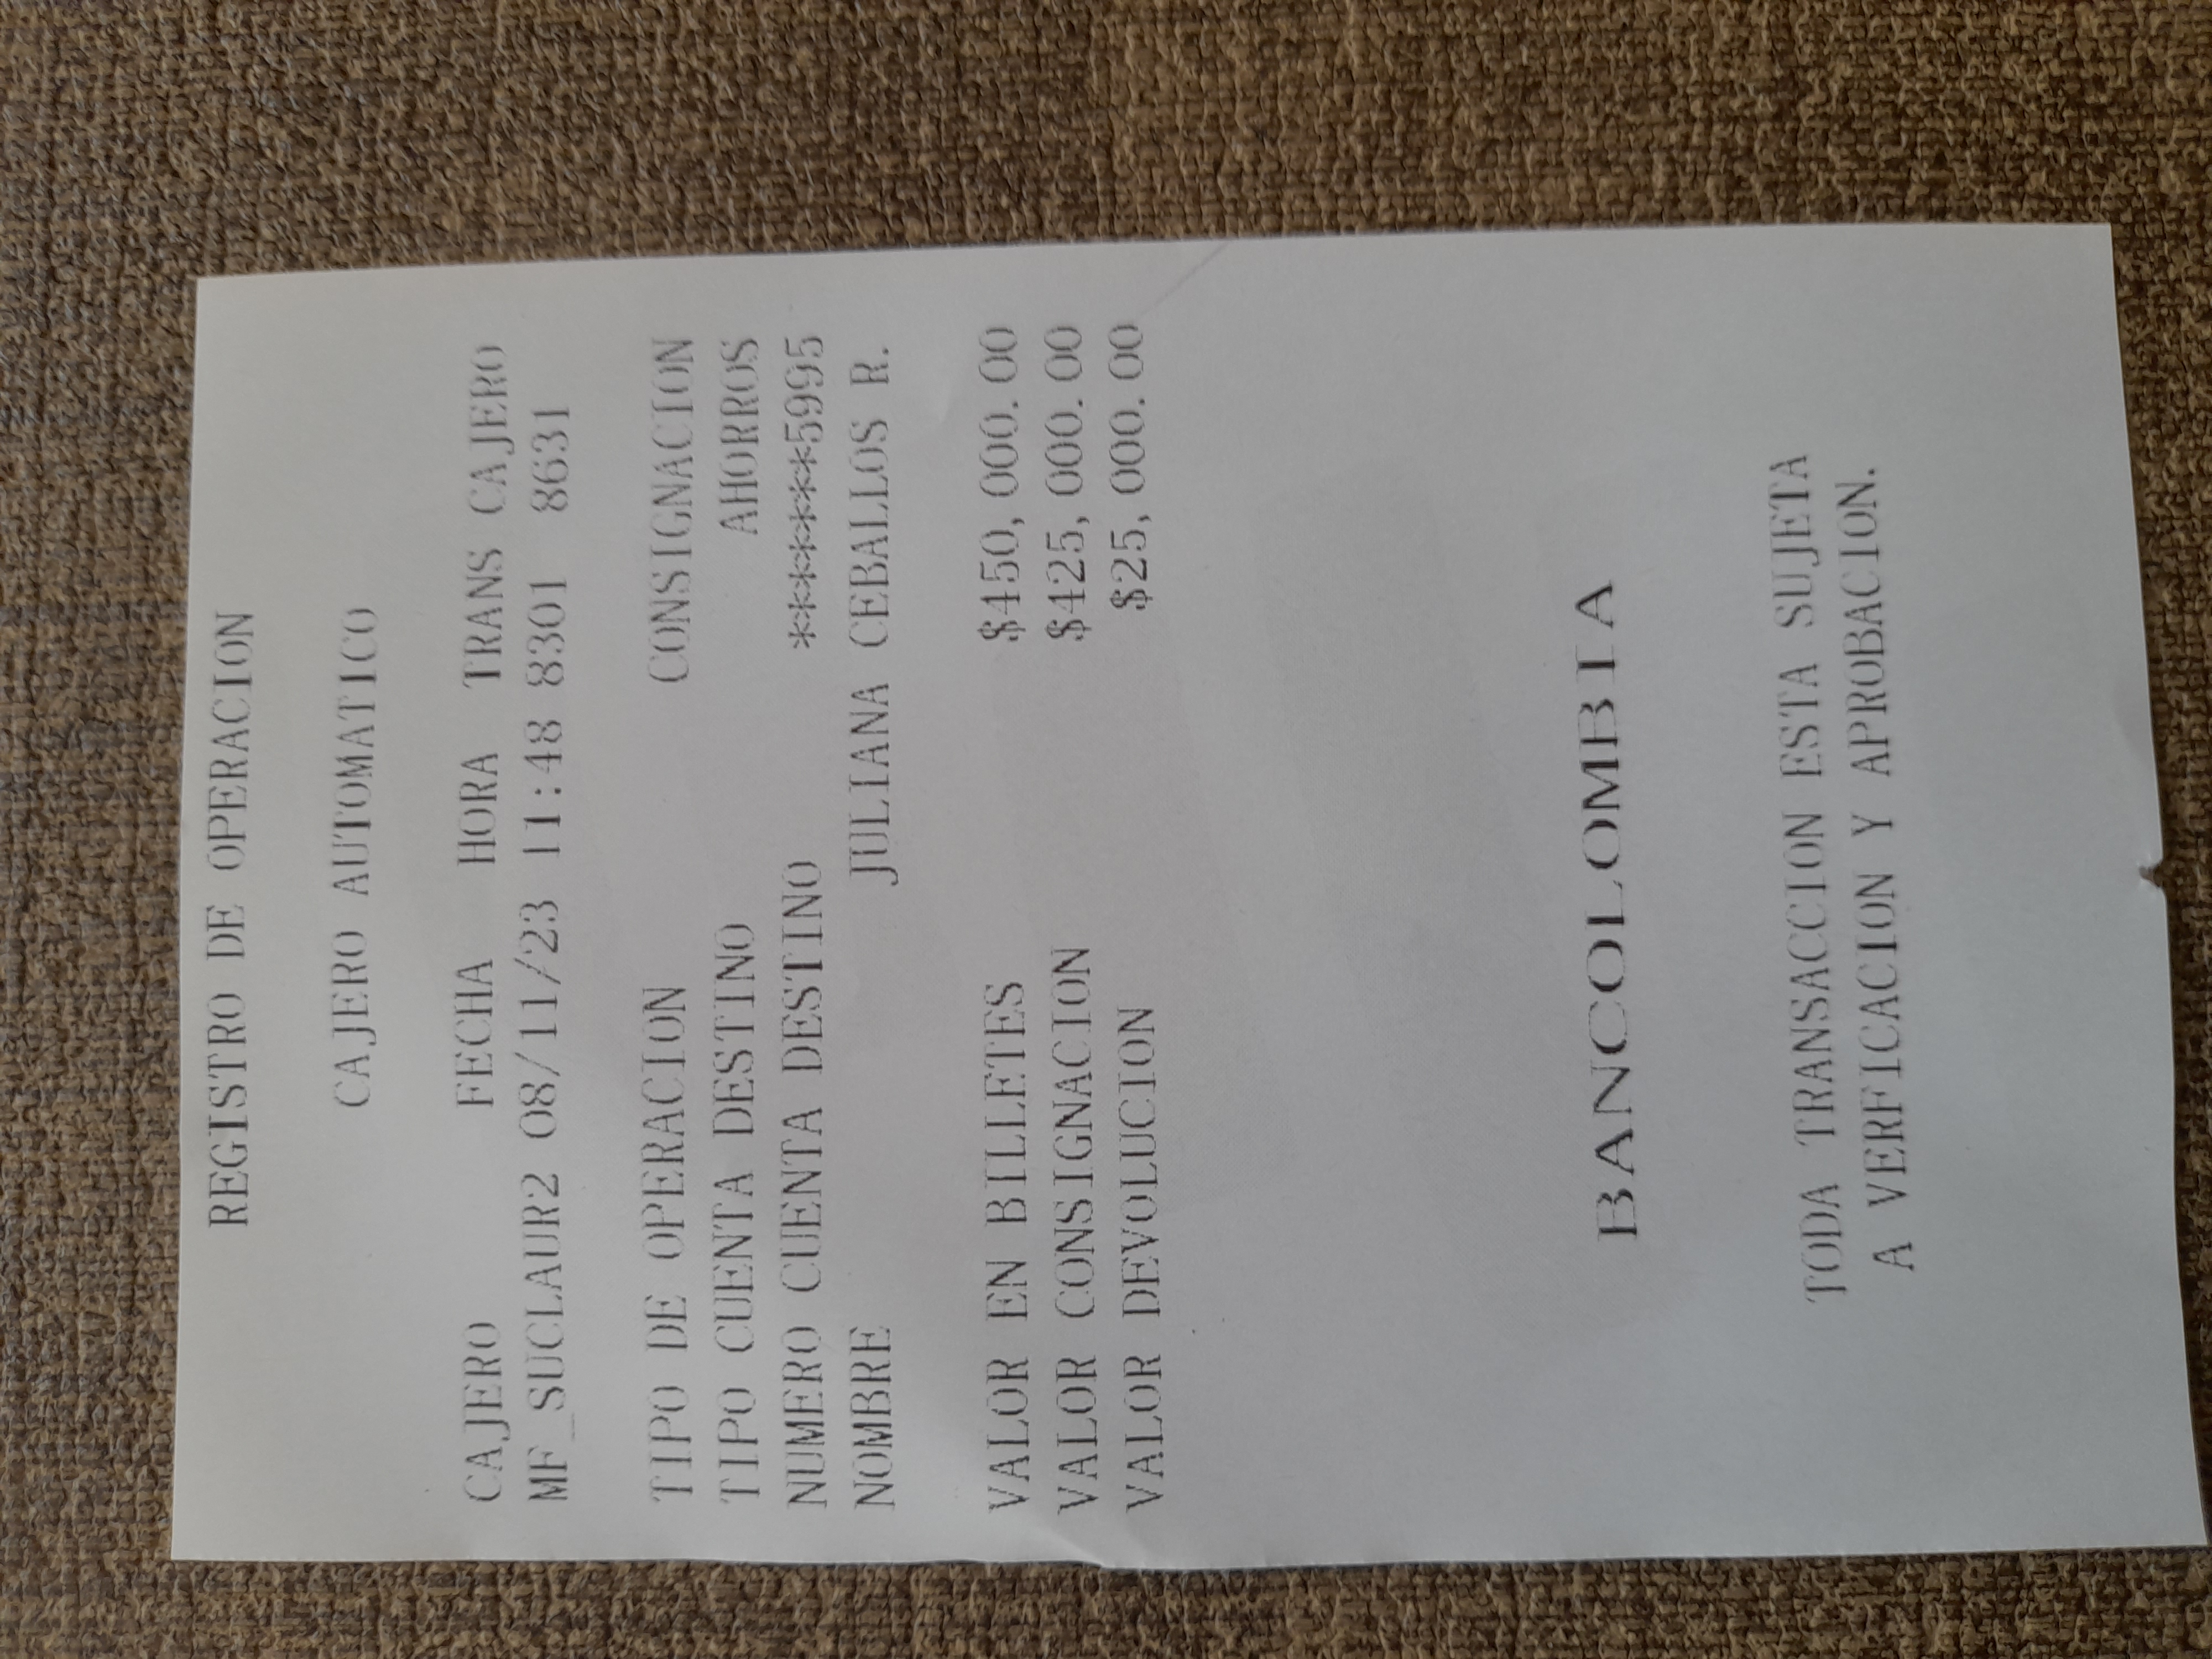 REGISTRO DE OPERACION
CAJERO AUTOMATICO
CAJERO FECHA HORA TRANS CAJERO
MF_SUCLAUR2 08/11/23 11:48 8301 8631
TIPO DE OPERACION CONSIGNACION
TIPO CUENTA DESTINO AHORROS
NUMERO CUENTA DESTINO *******5995
NOMBRE JULIANA CEBALLOS R.
VALOR EN BILLETES $450,000.00
VALOR CONSIGNACION $425,000.00
VALOR DEVOLUCION $25,000.00
BANCOLOMBIA
TODA TRANSACCION ESTA SUJETA
A VERFICACION Y APROBACION.